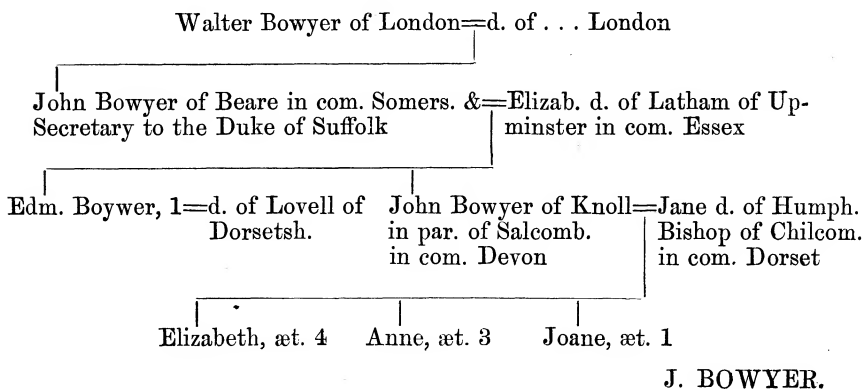 Walter Bowyer of London=d. of . . . London
John Bowyer of Beare in com. Somers. &=Elizab. d. of Latham of Up-
Secretary to the Duke of Suffolk
minster in com. Essex
Edm. Boywer, 1=d. of Lovell of
Dorsetsh.
John Bowyer of Knoll=Jane d. of Humph.
in par. of Salcomb.
in com. Devon
Bishop of Chilcom.
in com. Dorset
Elizabeth, æt. 4
Anne, æt. 3
Joane, æt. 1
J. BOWYER.